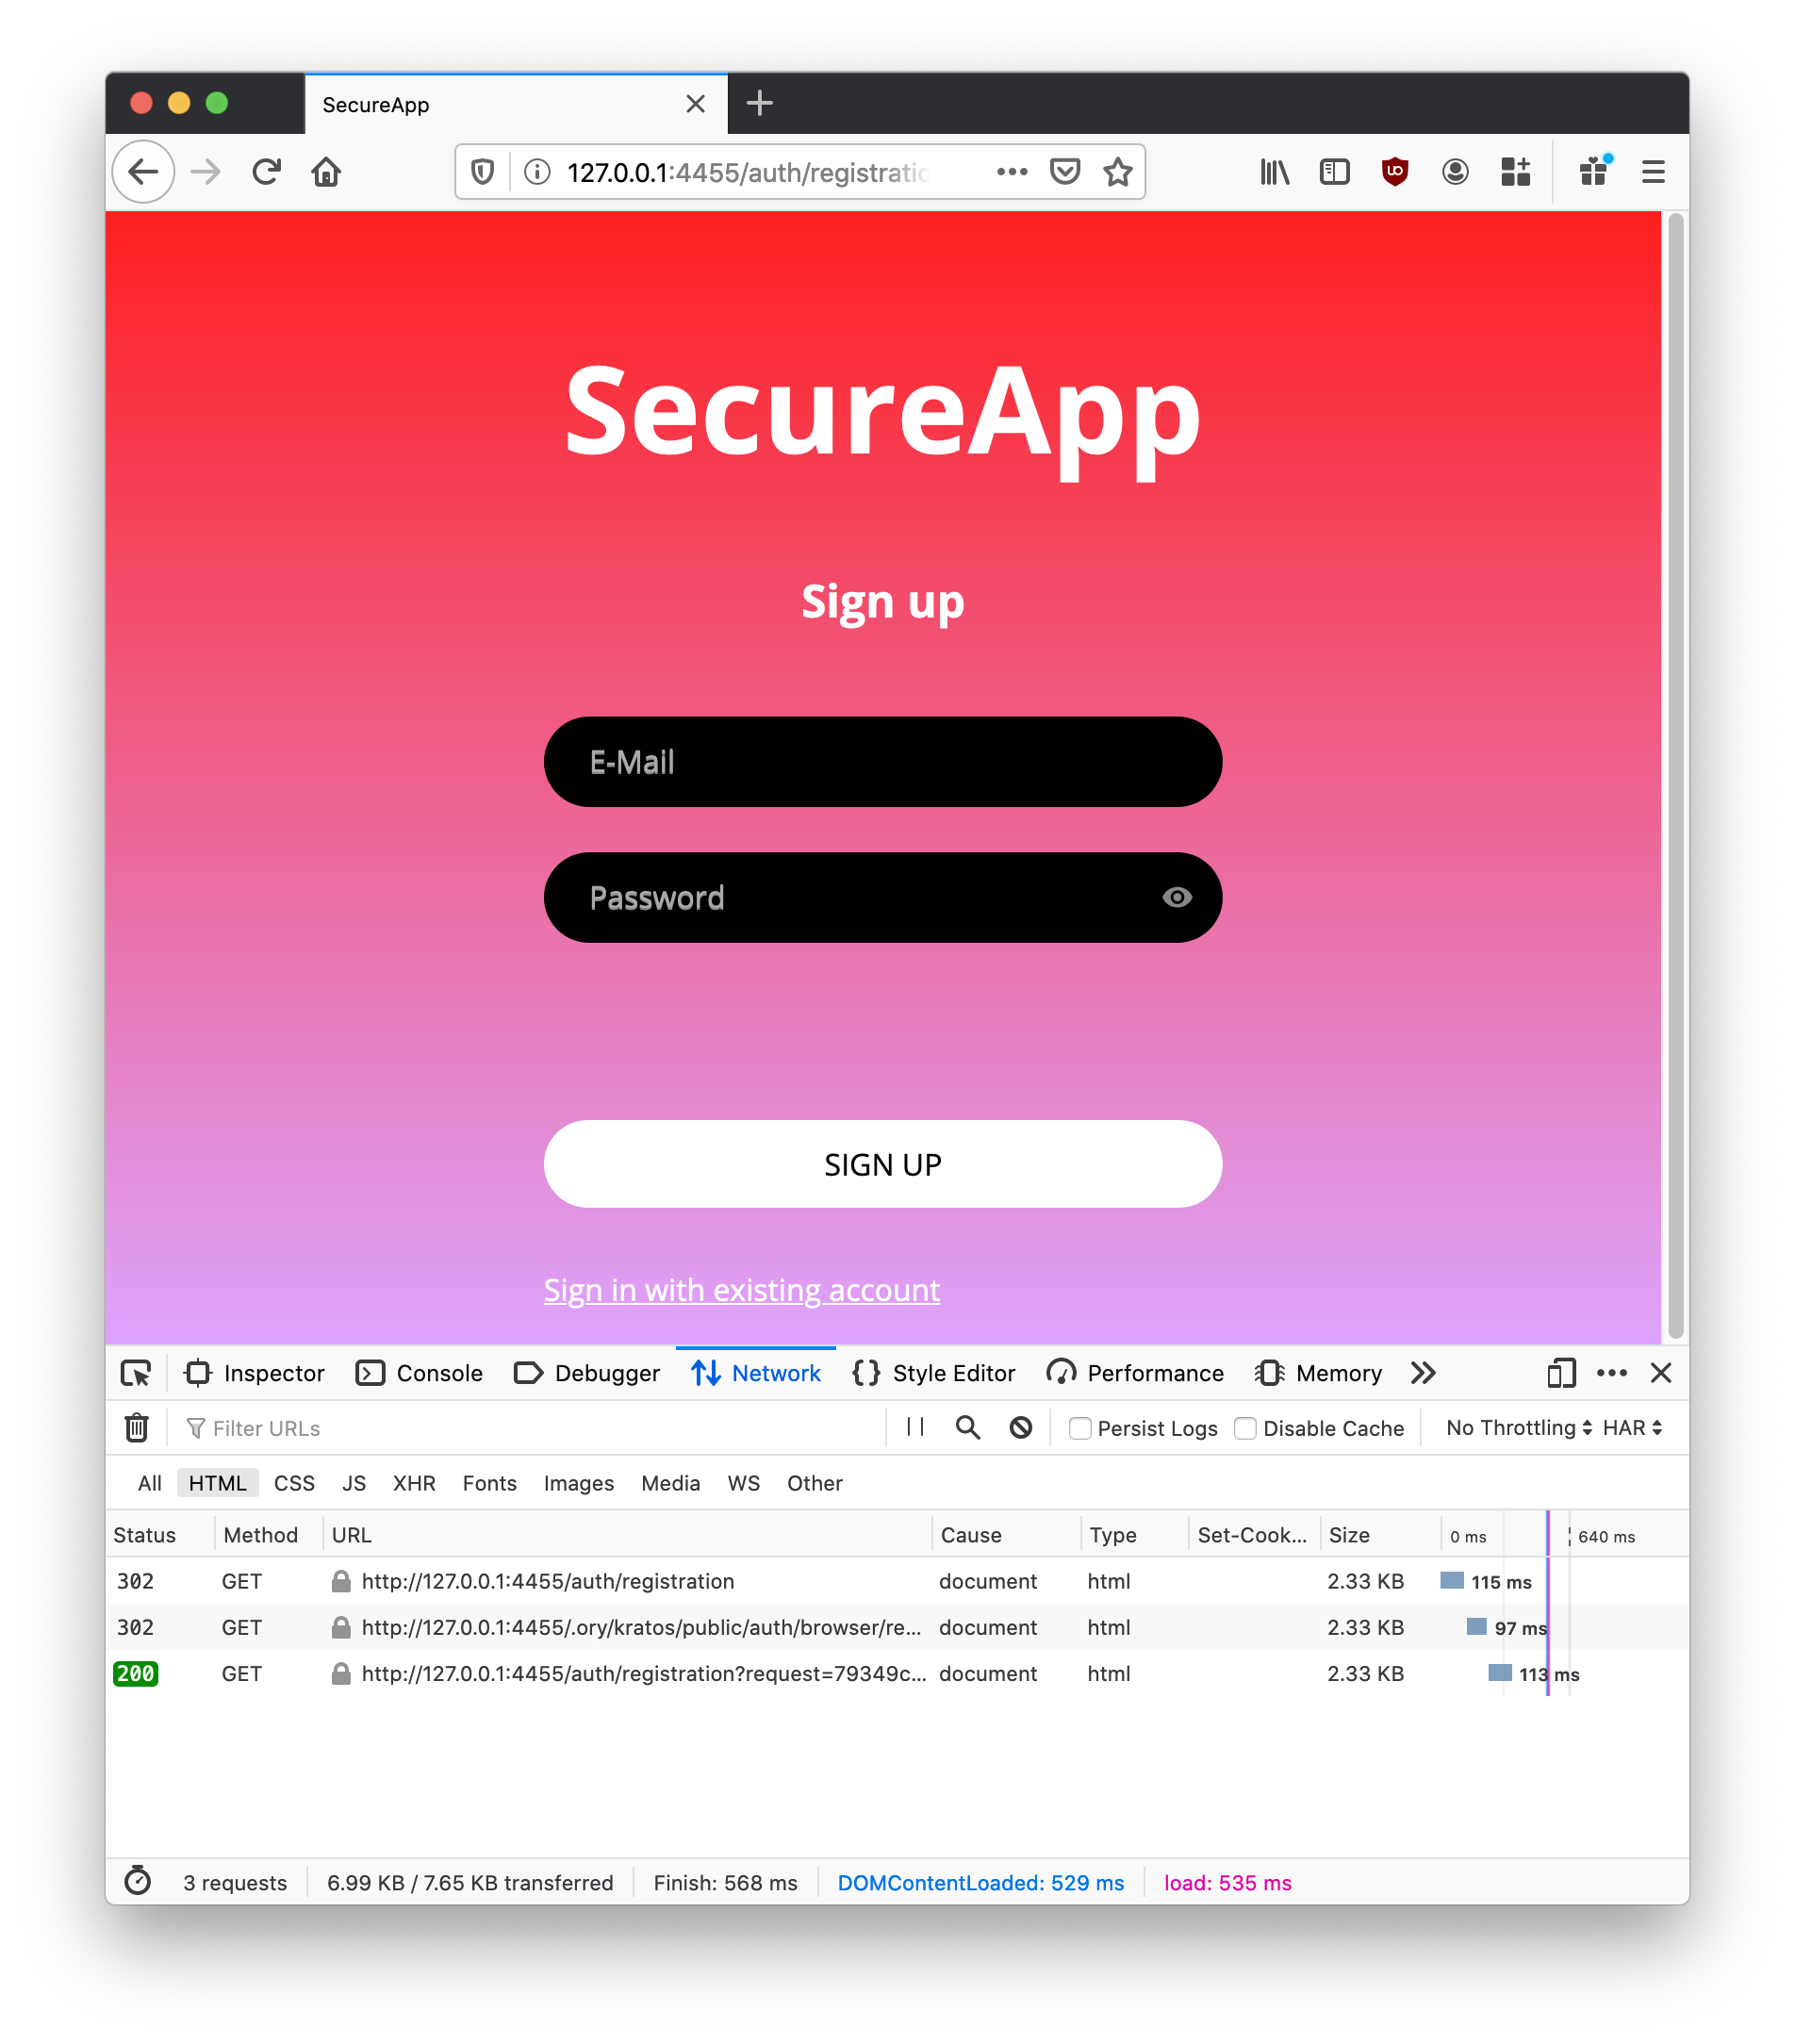 SecureApp
127.0.0.1:4455/auth/registratio
SecureApp
Sign up
E-Mail
Password
SIGN UP
Sign in with existing account
Inspector Console Debugger Network Style Editor Performance Memory
Filter URLs Persist Logs Disable Cache No Throttling HAR
All HTML CSS JS XHR Fonts Images Media WS Other
Status Method URL Cause Type Set-Cook... Size 0 ms 640 ms
302 GET http://127.0.0.1:4455/auth/registration document html 2.33 KB 115 ms
302 GET http://127.0.0.1:4455/.ory/kratos/public/auth/browser/re... document html 2.33 KB 97 ms
200 GET http://127.0.0.1:4455/auth/registration?request=79349c... document html 2.33 KB 113 ms
3 requests 6.99 KB / 7.65 KB transferred Finish: 568 ms DOMContentLoaded: 529 ms load: 535 ms